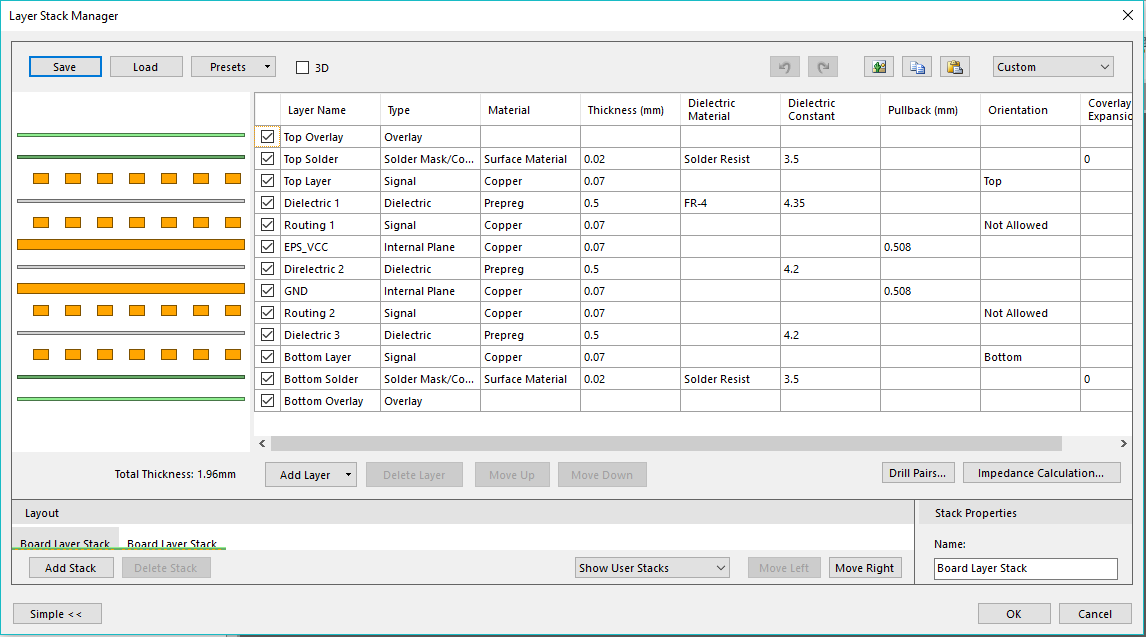 Layer Stack Manager
Save Load Presets 3D Custom
Layer Name Type Material Thickness (mm) Dielectric Material Dielectric Constant Pullback (mm) Orientation Coverlay Expansio
Top Overlay Overlay
Top Solder Solder Mask/Co... Surface Material 0.02 Solder Resist 3.5 0
Top Layer Signal Copper 0.07 Top
Dielectric 1 Dielectric Prepreg 0.5 FR-4 4.35
Routing 1 Signal Copper 0.07 Not Allowed
EPS_VCC Internal Plane Copper 0.07 0.508
Direlectric 2 Dielectric Prepreg 0.5 4.2
GND Internal Plane Copper 0.07 0.508
Routing 2 Signal Copper 0.07 Not Allowed
Dielectric 3 Dielectric Prepreg 0.5 4.2
Bottom Layer Signal Copper 0.07 Bottom
Bottom Solder Solder Mask/Co... Surface Material 0.02 Solder Resist 3.5 0
Bottom Overlay Overlay
Total Thickness: 1.96mm Add Layer Delete Layer Move Up Move Down Drill Pairs... Impedance Calculation...
Layout Stack Properties
Board Layer Stack Board Layer Stack Name:
Add Stack Delete Stack Show User Stacks Move Left Move Right Board Layer Stack
Simple << OK Cancel